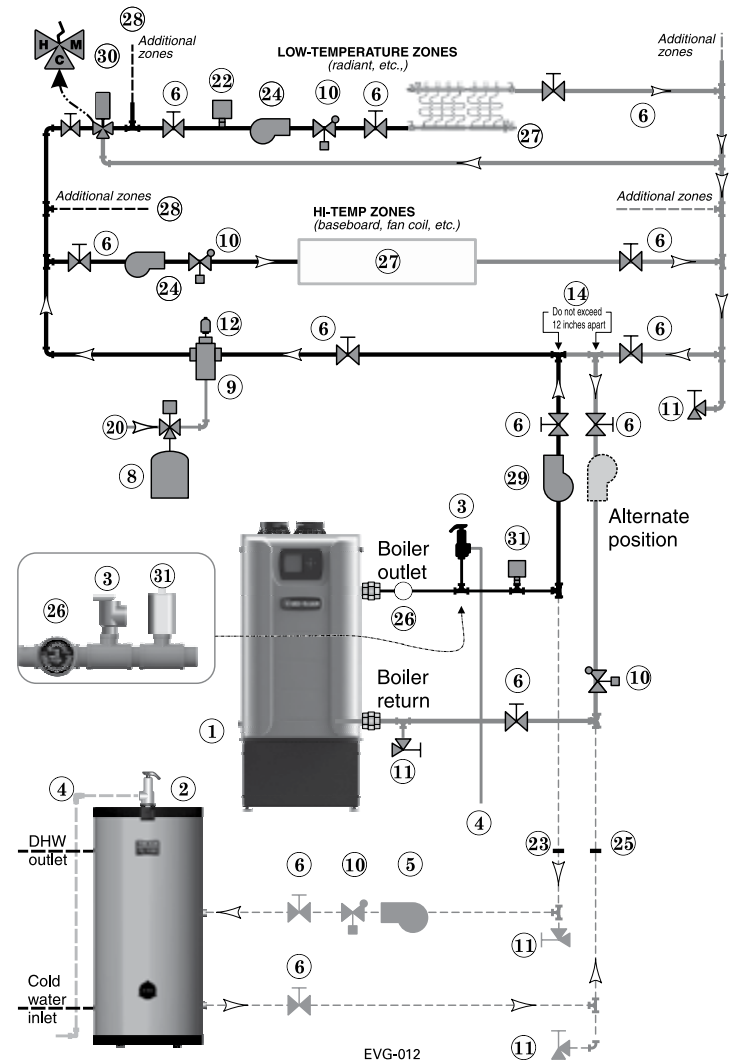 28
Additional
zones
H
M
C
30
LOW-TEMPERATURE ZONES
(radiant, etc.,)
Additional
zones
6
22
24
10
6
6
27
Additional zones
28
HI-TEMP ZONES
(baseboard, fan coil, etc.)
Additional zones
6
24
10
27
6
14
Do not exceed
12 inches apart
12
6
6
9
11
20
8
6
6
29
Alternate
position
3
31
Boiler
outlet
26
3
31
26
10
Boiler
return
6
1
11
4
4
2
DHW
outlet
23
25
6
10
5
11
6
Cold
water
inlet
11
EVG-012